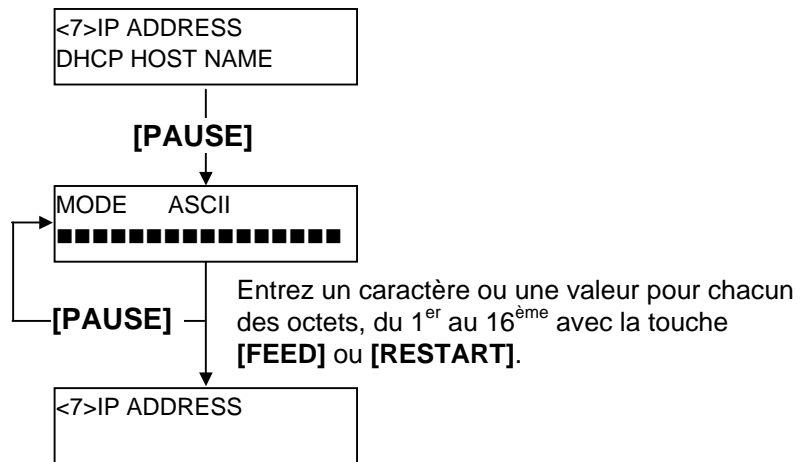 <7>IP ADDRESS
DHCP HOST NAME
[PAUSE]
MODE ASCII
■■■■■■■■■■■■■■■■
[PAUSE]
Entrez un caractère ou une valeur pour chacun
des octets, du 1er au 16ème avec la touche
[FEED] ou [RESTART].
<7>IP ADDRESS